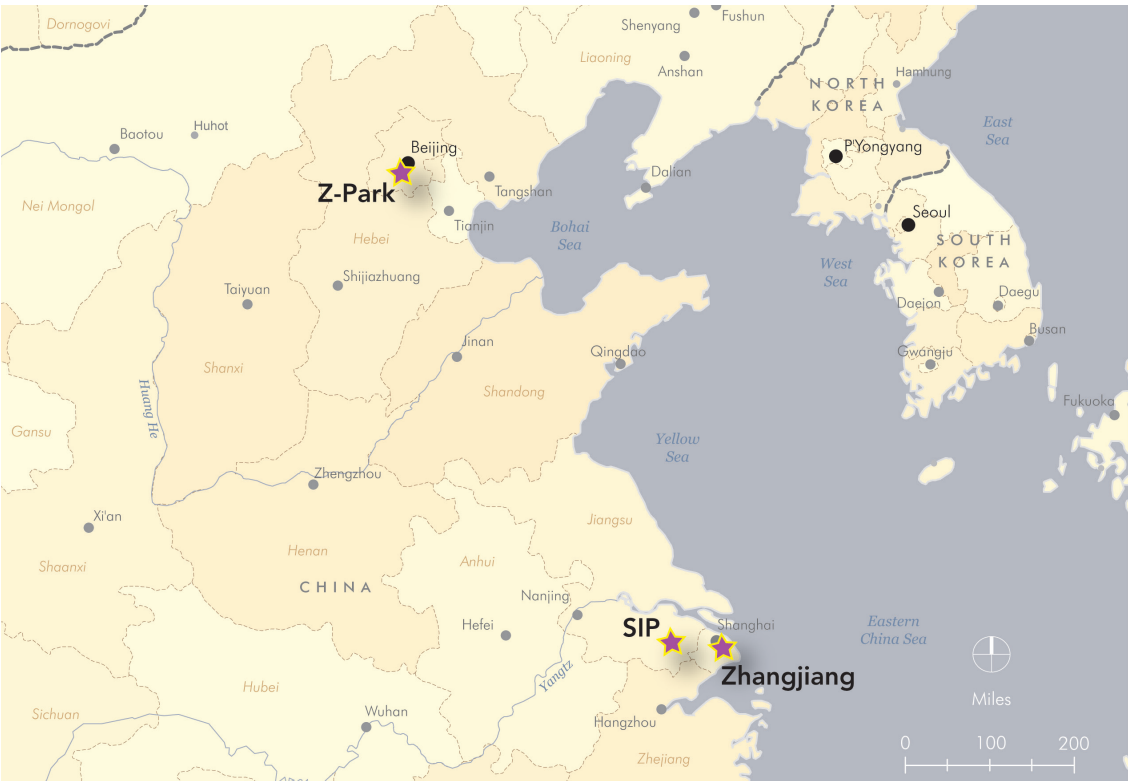 Dornogovi
Shenyang
Fushun
Liaoning
Anshan
Hamhung
NORTH
KOREA
East
Sea
Baotou
Huhot
Beijing
P'Yongyang
Dalian
Z-Park
Tangshan
Nei Mongol
Tianjin
Bohai
Sea
Seoul
Hebei
SOUTH
KOREA
West
Sea
Shijiazhuang
Taiyuan
Daejon
Daegu
Busan
Jinan
Qingdao
Gwangju
Shanxi
Shandong
Huang He
Fukuoka
Gansu
Yellow
Sea
Zhengzhou
Xi'an
Jiangsu
Henan
Shaanxi
Anhui
CHINA
Nanjing
Hefei
SIP
Shanghai
Eastern
China Sea
Zhangjiang
Yangtz
Hubei
Miles
Sichuan
Wuhan
Hangzhou
Zhejiang
0 100 200